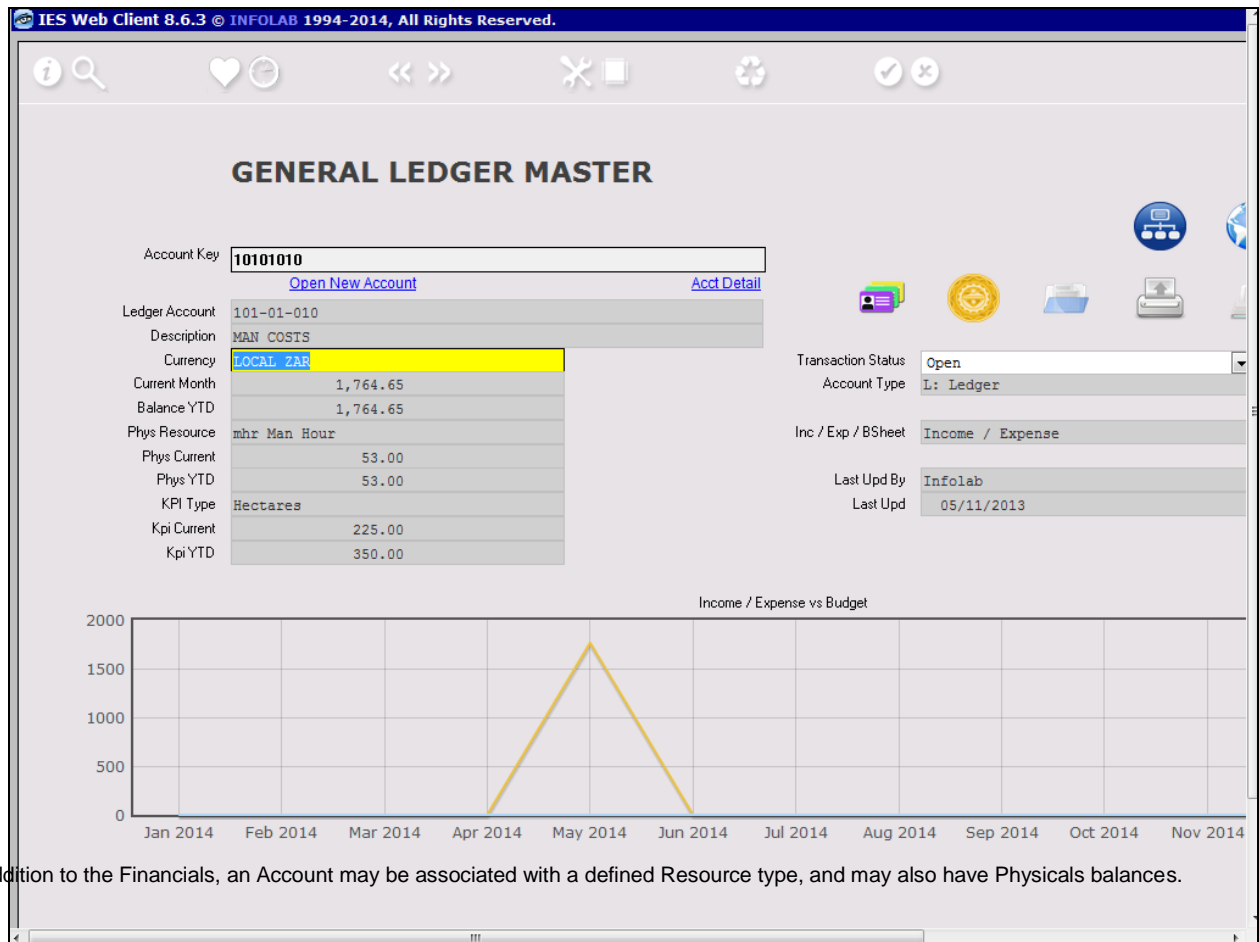 IES Web Client 8.6.3 © INFOLAB 1994-2014, All Rights Reserved.
GENERAL LEDGER MASTER
Account Key 10101010
Open New Account Acct Detail
Ledger Account 101-01-010
Description MAN COSTS
Currency LOCAL ZAR Transaction Status Open
Current Month 1,764.65 Account Type L: Ledger
Balance YTD 1,764.65
Phys Resource mhr Man Hour Inc / Exp / BSheet Income / Expense
Phys Current 53.00
Phys YTD 53.00 Last Upd By Infolab
KPI Type Hectares Last Upd 05/11/2013
Kpi Current 225.00
Kpi YTD 350.00
Income / Expense vs Budget
2000
1500
1000
500
0
Jan 2014 Feb 2014 Mar 2014 Apr 2014 May 2014 Jun 2014 Jul 2014 Aug 2014 Sep 2014 Oct 2014 Nov 2014
to the Financials, an Account may be associated with a defined Resource type, and may also have Physicals balances.